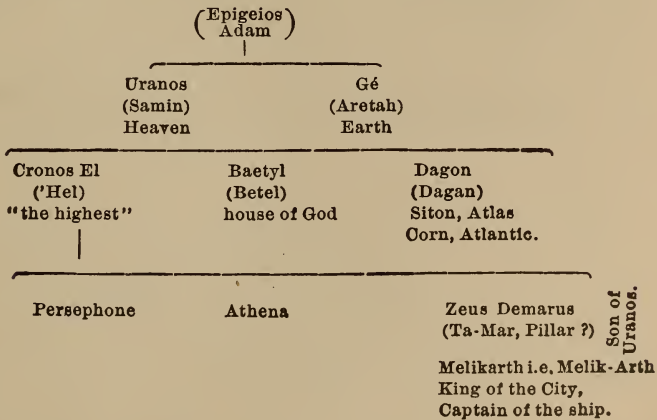 (Epigeios
Adam)
Uranos
(Samin)
Heaven
Gé
(Aretah)
Earth
Cronos El
('Hel)
"the highest"
Baetyl
(Betel)
house of God
Dagon
(Dagan)
Siton, Atlas
Corn, Atlantic.
Persephone
Athena
Zeus Demarus
(Ta-Mar, Pillar ?)
Son of
Uranos.
Melikarth i.e, Melik-Arth
King of the City,
Captain of the ship.